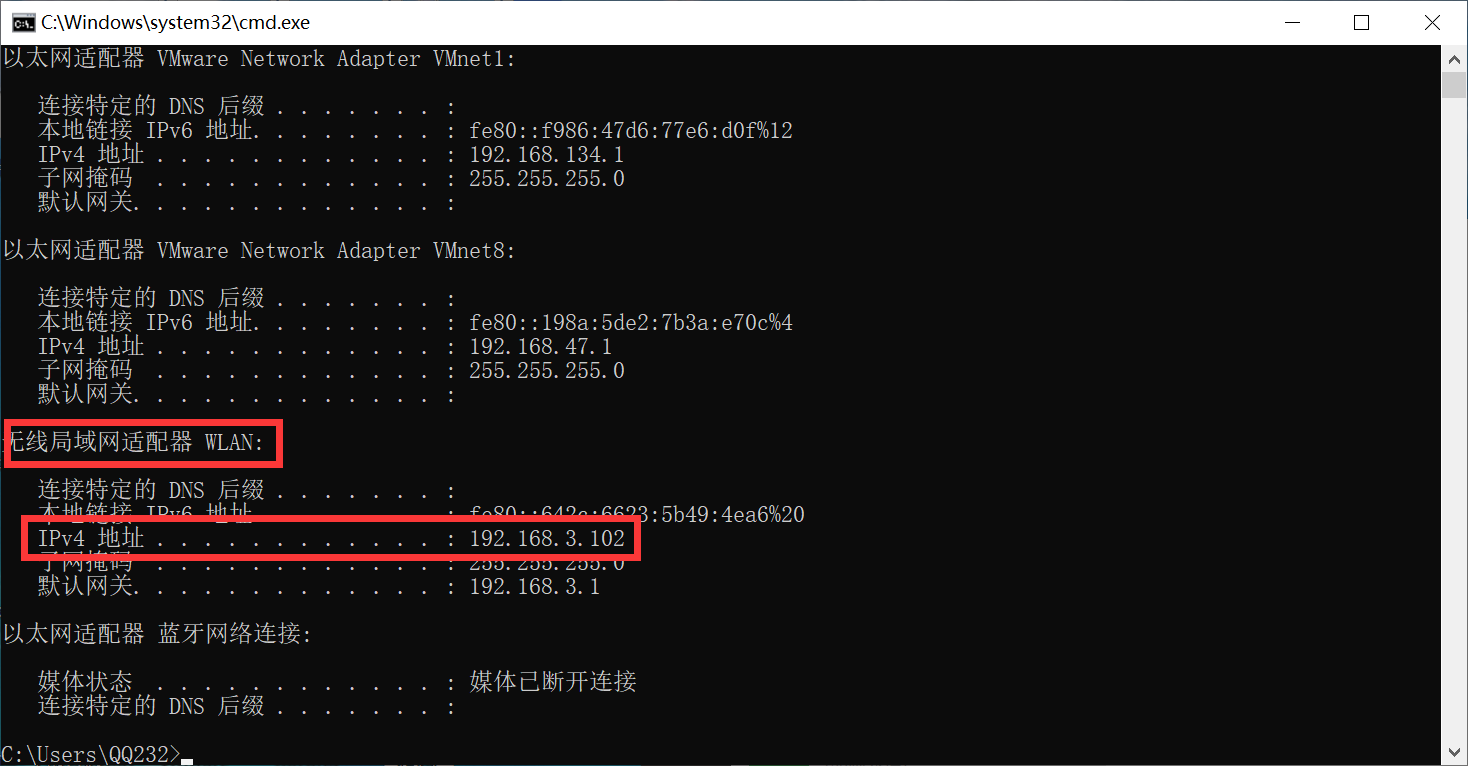 C:\Windows\system32\cmd.exe
以太网适配器 VMware Network Adapter VMnet1:
连接特定的 DNS 后缀 . . . . . . . :
本地链接 IPv6 地址. . . . . . . . : fe80::f986:47d6:77e6:d0f%12
IPv4 地址 . . . . . . . . . . . . : 192.168.134.1
子网掩码  . . . . . . . . . . . . : 255.255.255.0
默认网关. . . . . . . . . . . . . :
以太网适配器 VMware Network Adapter VMnet8:
连接特定的 DNS 后缀 . . . . . . . :
本地链接 IPv6 地址. . . . . . . . : fe80::198a:5de2:7b3a:e70c%4
IPv4 地址 . . . . . . . . . . . . : 192.168.47.1
子网掩码  . . . . . . . . . . . . : 255.255.255.0
默认网关. . . . . . . . . . . . . :
无线局域网适配器 WLAN:
连接特定的 DNS 后缀 . . . . . . . :
本地链接 IPv6 地址. . . . . . . . :
IPv4 地址 . . . . . . . . . . . . : 192.168.3.102
子网掩码  . . . . . . . . . . . . : 255.255.255.0
默认网关. . . . . . . . . . . . . : 192.168.3.1
以太网适配器 蓝牙网络连接:
媒体状态  . . . . . . . . . . . . : 媒体已断开连接
连接特定的 DNS 后缀 . . . . . . . :
C:\Users\QQ232>